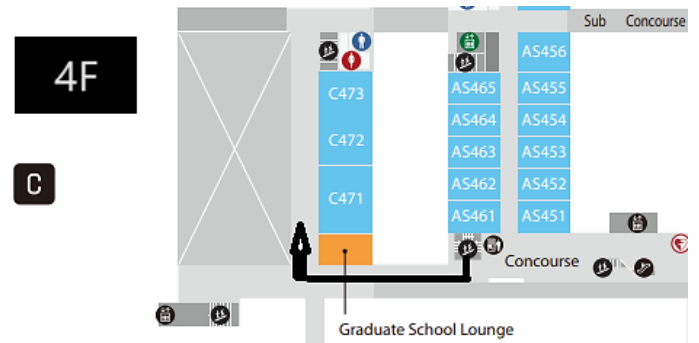 Sub Concourse
4F
AS456
C473
AS465
AS455
AS464
AS454
C472
AS463
AS453
C
C471
AS462
AS452
AS461
AS451
Concourse
Graduate School Lounge